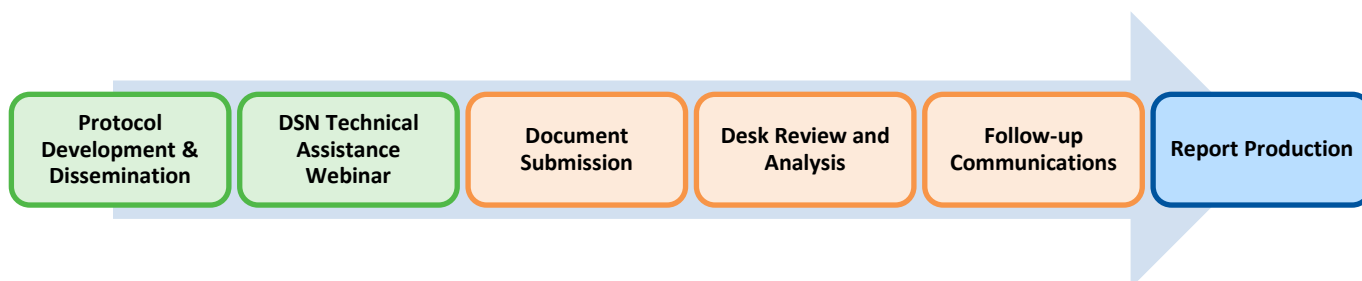 Protocol
Development &
Dissemination
DSN Technical
Assistance
Webinar
Document
Submission
Desk Review and
Analysis
Follow-up
Communications
Report Production